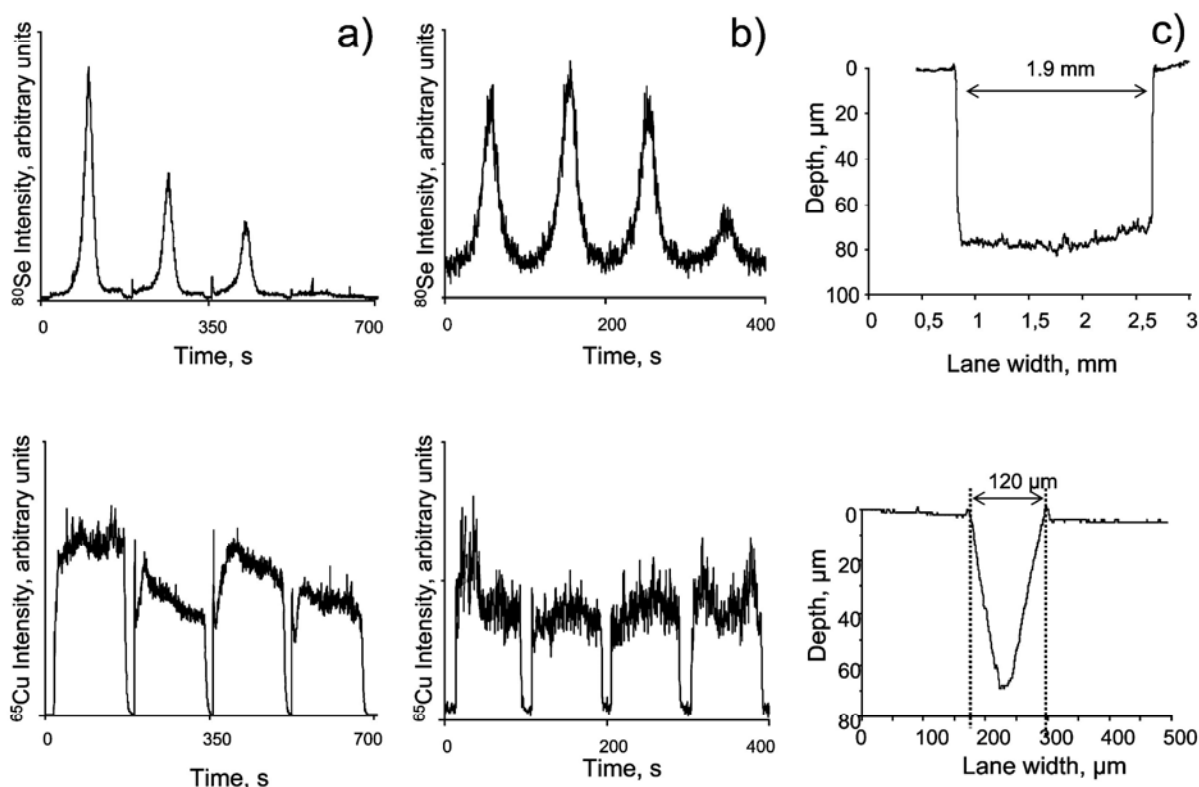 a)
⁸⁰Se Intensity, arbitrary units
0 350 700
Time, s
b)
⁸⁰Se Intensity, arbitrary units
0 200 400
Time, s
c)
1.9 mm
Depth, µm
0
20
40
60
80
100
0 0,5 1 1,5 2 2,5 3
Lane width, mm
⁶⁵Cu Intensity, arbitrary units
0 350 700
Time, s
⁶⁵Cu Intensity, arbitrary units
0 200 400
Time, s
120 µm
Depth, µm
0
20
40
60
80
0 100 200 300 400 500
Lane width, µm